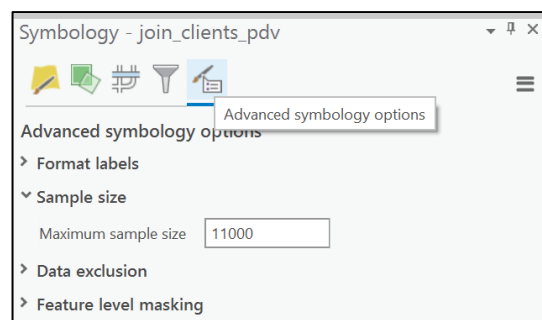 Symbology - join_clients_pdv
Advanced symbology options
Advanced symbology options
Format labels
Sample size
Maximum sample size 11000
Data exclusion
Feature level masking